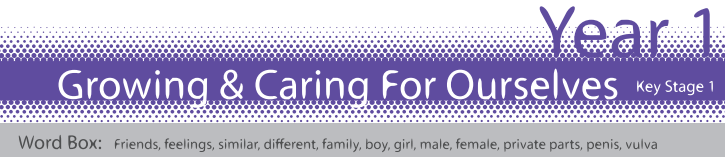 Year 1
Growing & Caring For Ourselves Key Stage 1
Word Box: Friends, feelings, similar, different, family, boy, girl, male, female, private parts, penis, vulva